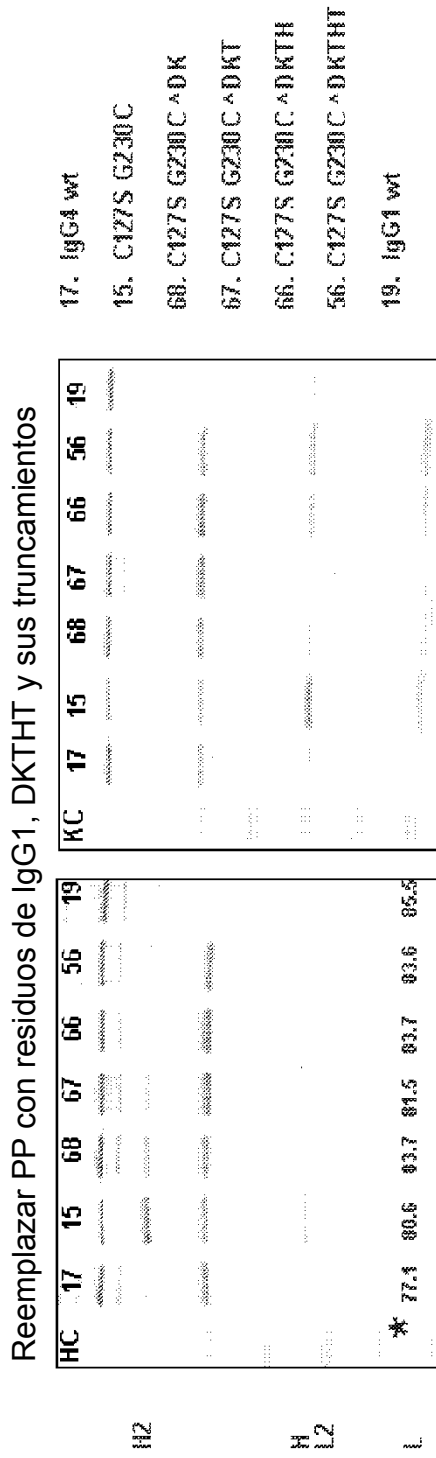 Reemplazar PP con residuos de IgG1, DKTHT y sus truncamientos
HC 17 15 68 67 66 56 19
KC 17 15 68 67 66 56 19
H2
H
L2
L
* 77.1 80.6 83.7 81.5 83.7 83.6 85.5
17. IgG4 wt
15. C127S G230C
68. C127S G230C ^DK
67. C127S G230C ^DKT
66. C127S G230C ^DKTH
56. C127S G230C ^DKTHT
19. IgG1 wt